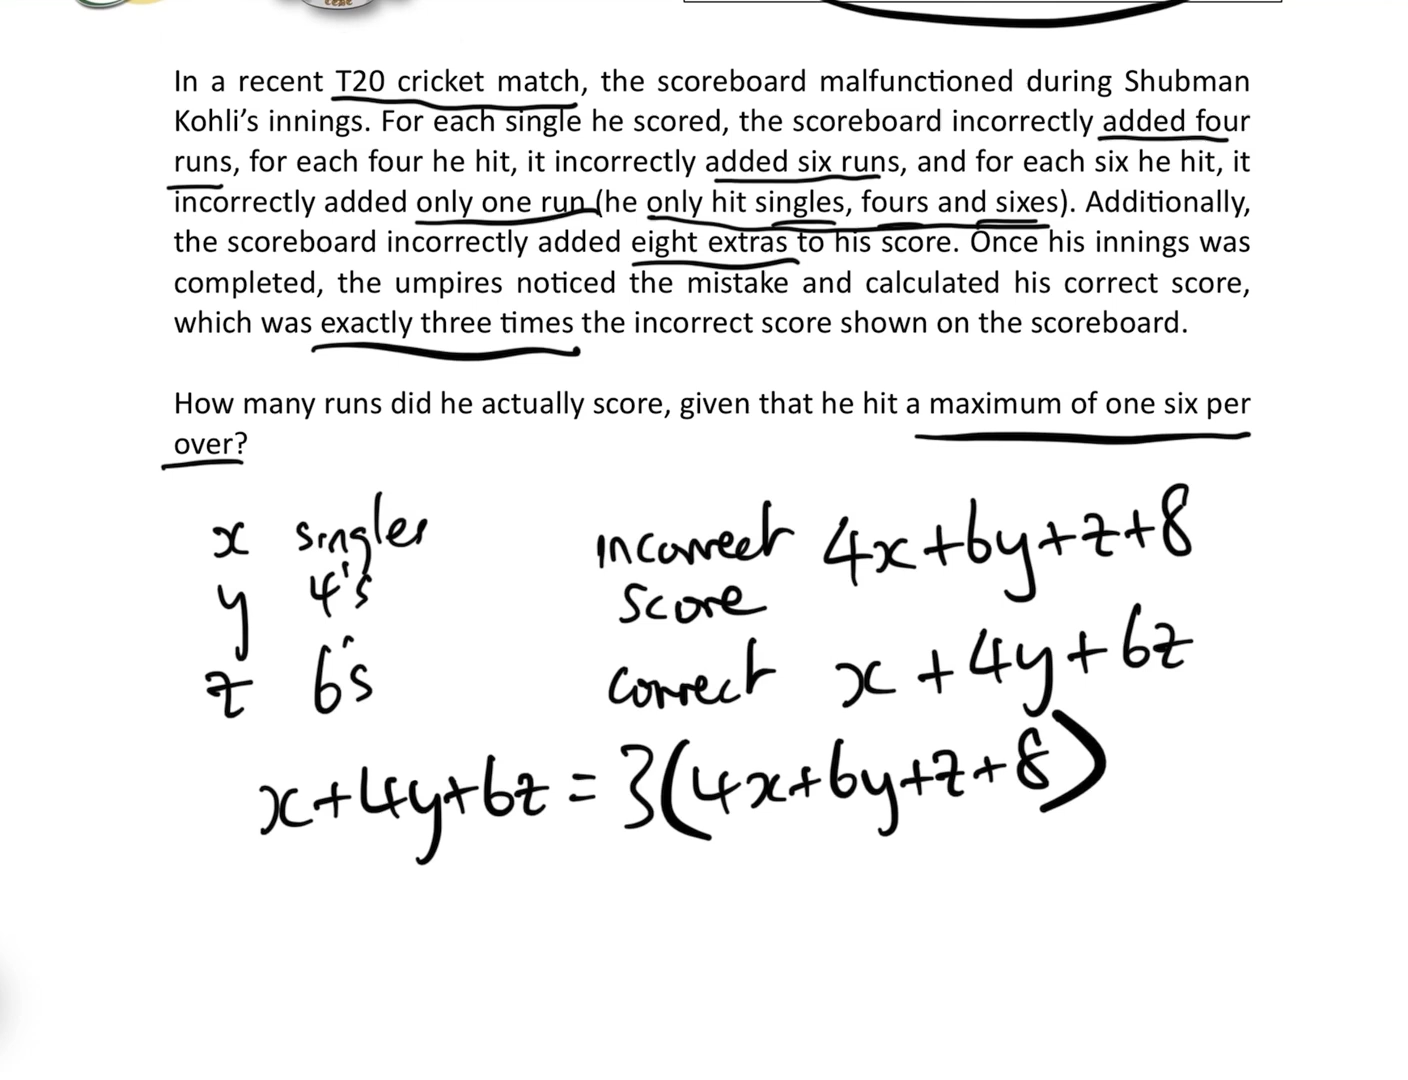 In a recent T20 cricket match, the scoreboard malfunctioned during Shubman
Kohli’s innings. For each single he scored, the scoreboard incorrectly added four
runs, for each four he hit, it incorrectly added six runs, and for each six he hit, it
incorrectly added only one run (he only hit singles, fours and sixes). Additionally,
the scoreboard incorrectly added eight extras to his score. Once his innings was
completed, the umpires noticed the mistake and calculated his correct score,
which was exactly three times the incorrect score shown on the scoreboard.
How many runs did he actually score, given that he hit a maximum of one six per
over?
x singles
y 4's
z 6's
Incorrect score 4x+6y+z+8
correct x+4y+6z
x+4y+6z=3(4x+6y+z+8)